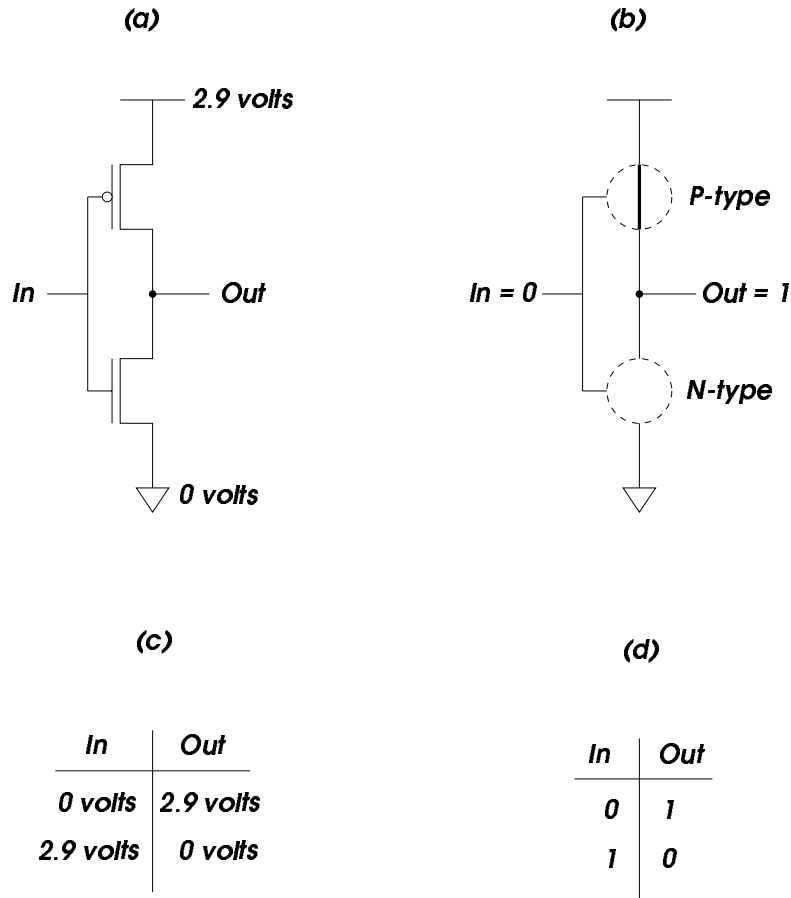 (a)
(b)
2.9 volts
P-type
In
Out
In = 0
Out = 1
N-type
0 volts
(c)
(d)
In Out
0 volts 2.9 volts
2.9 volts 0 volts
In Out
0 1
1 0